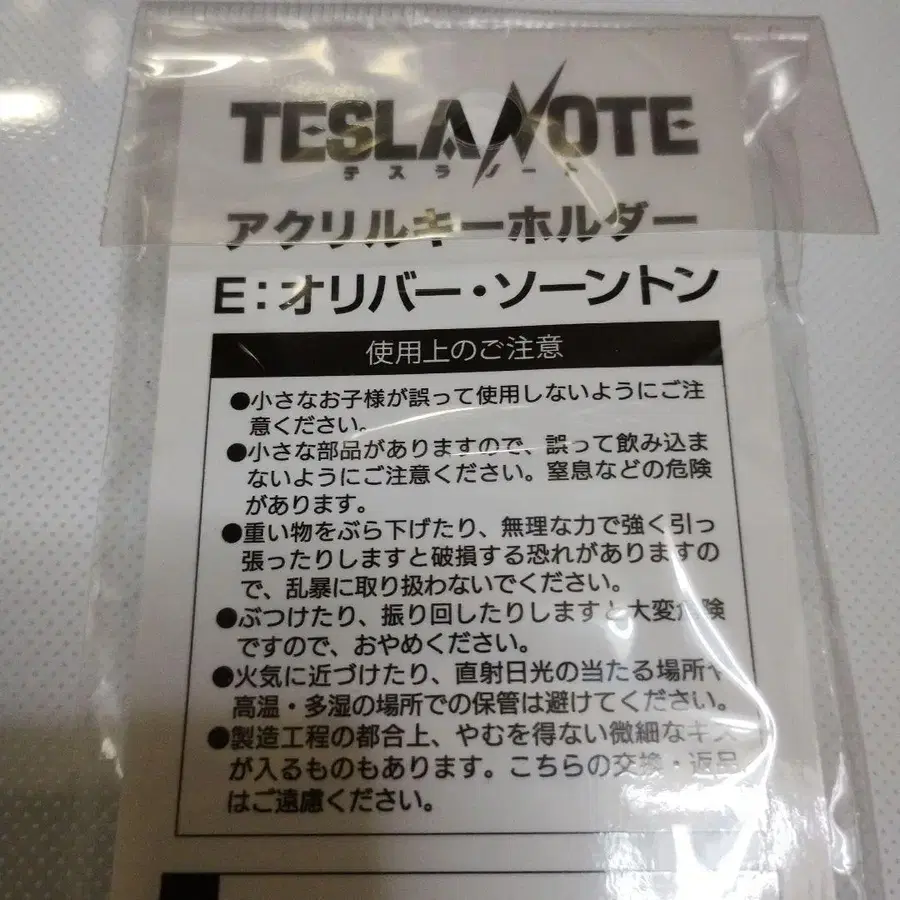 TESLA NOTE
テスラノート
アクリルキーホルダー
E:オリバー・ソーントン
使用上のご注意
●小さなお子様が誤って使用しないようにご注
意ください。
●小さな部品がありますので、誤って飲み込ま
ないようにご注意ください。窒息などの危険
があります。
●重い物をぶら下げたり、無理な力で強く引っ
張ったりしますと破損する恐れがありますの
で、乱暴に取り扱わないでください。
●ぶつけたり、振り回したりしますと大変危険
ですので、おやめください。
●火気に近づけたり、直射日光の当たる場所や
高温・多湿の場所での保管は避けてください。
●製造工程の都合上、やむを得ない微細なキズ
が入るものもあります。こちらの交換・返品
はご遠慮ください。